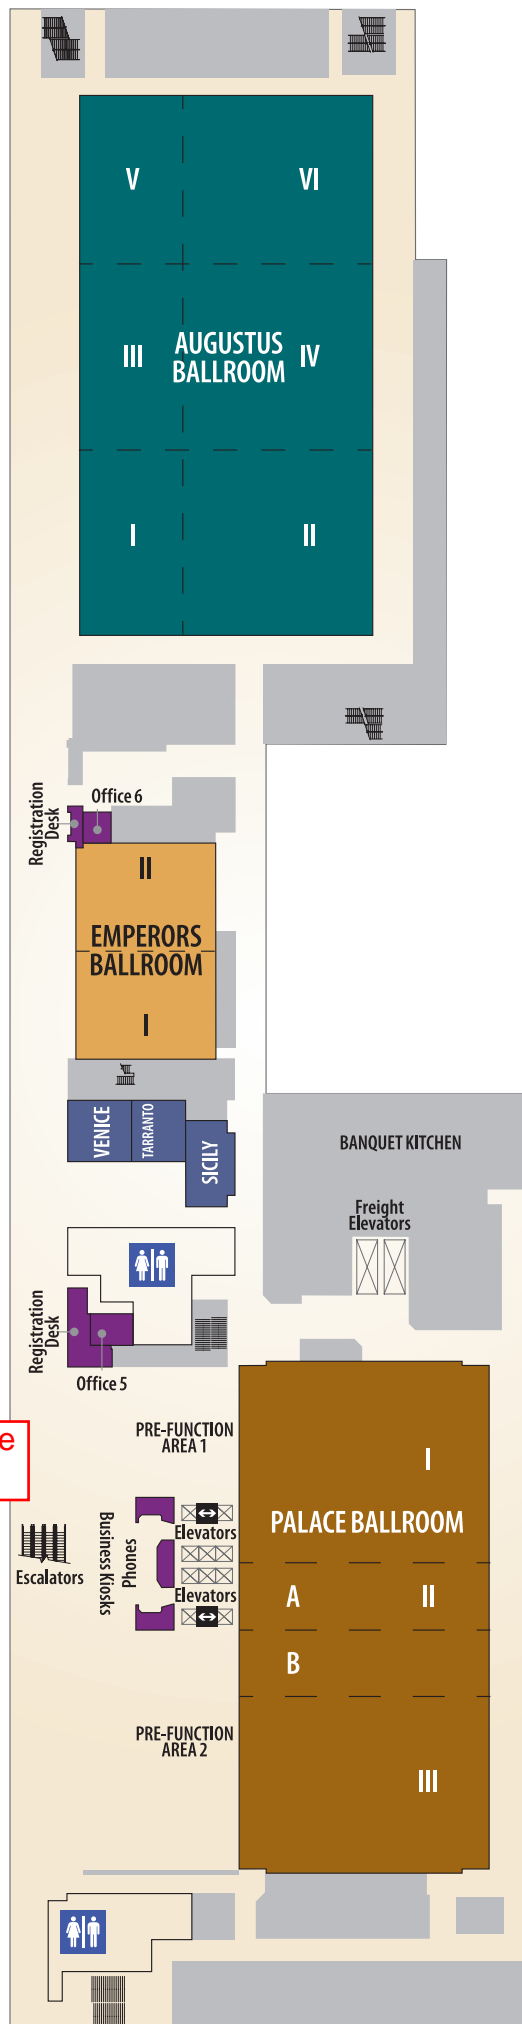 V
VI
III
AUGUSTUS
BALLROOM
IV
I
II
Office 6
Registration
Desk
II
EMPERORS
BALLROOM
I
VENICE
TARRANTO
SICILY
BANQUET KITCHEN
Freight
Elevators
Registration
Desk
Office 5
PRE-FUNCTION
AREA 1
e
I
PALACE BALLROOM
Elevators
Business Kiosks
Phones
Escalators
Elevators
A
II
B
PRE-FUNCTION
AREA 2
III